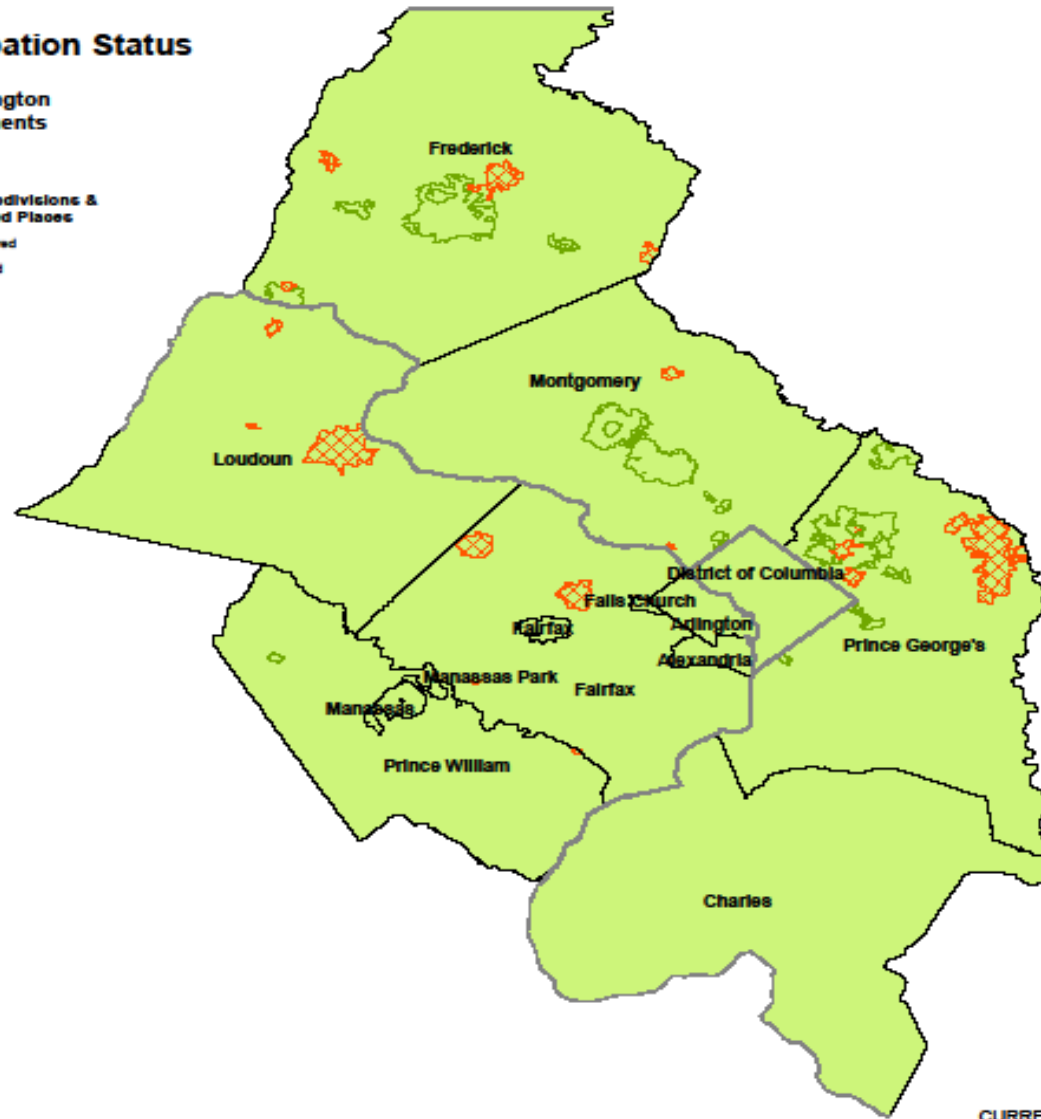 ation Status
gton
ents
divisions &
d Places
ed
Frederick
Montgomery
Loudoun
District of Columbia
Falls Church
Arlington
Fairfax
Prince George's
Alexandria
Manassas Park
Fairfax
Manassas
Prince William
Charles
CURRE